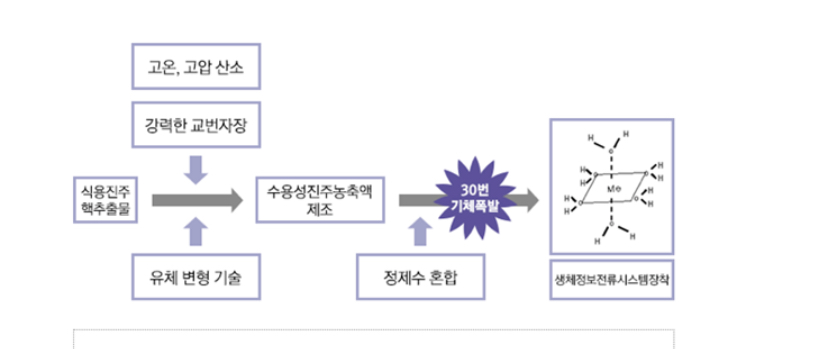 고온, 고압 산소
강력한 교번자장
식용진주
핵추출물
수용성진주농축액
제조
30번
기체폭발
유체 변형 기술
정제수 혼합
H H
O
H O O H
H H
Me
H O O H
H H
O
H H
생체정보전류시스템장착